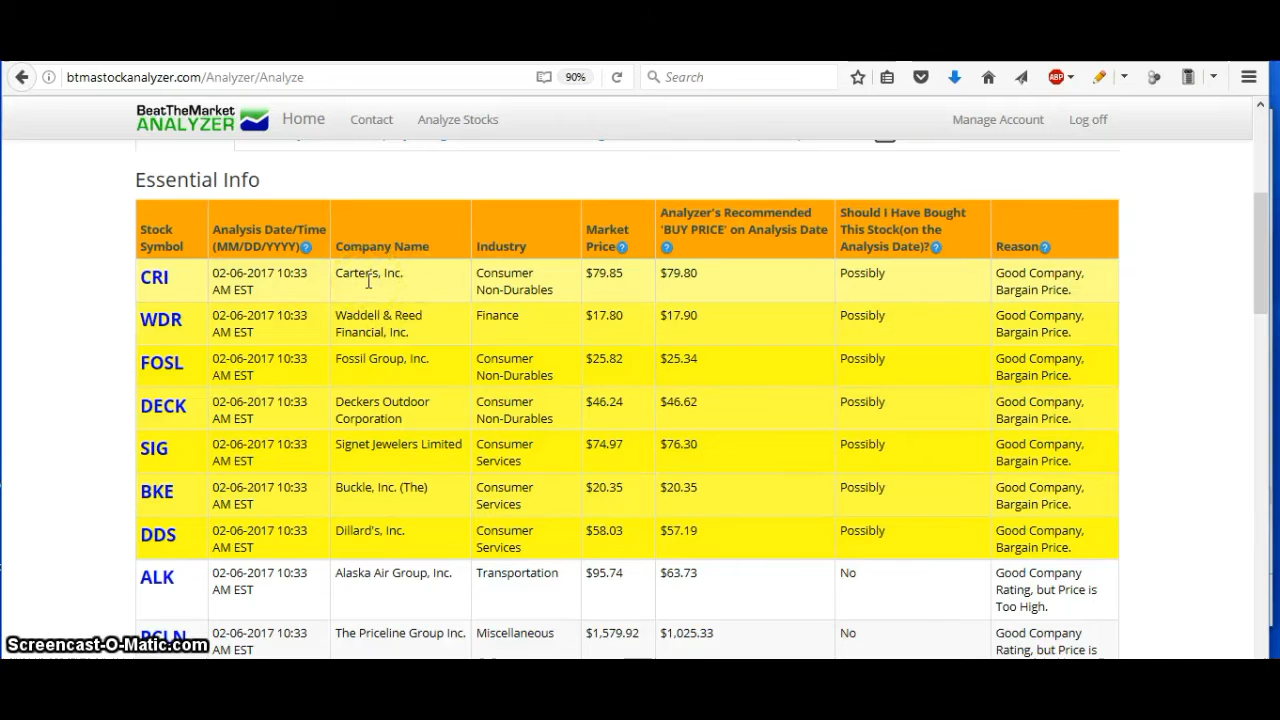 btmastockanalyzer.com/Analyzer/Analyze
90%
Search
ABP
BeatTheMarket
ANALYZER
Home
Contact
Analyze Stocks
Manage Account
Log off
Essential Info
Stock Symbol
Analysis Date/Time (MM/DD/YYYY)?
Company Name
Industry
Market Price?
Analyzer's Recommended 'BUY PRICE' on Analysis Date ?
Should I Have Bought This Stock(on the Analysis Date)??
Reason?
CRI 02-06-2017 10:33 AM EST Carter's, Inc. Consumer Non-Durables $79.85 $79.80 Possibly Good Company, Bargain Price.
WDR 02-06-2017 10:33 AM EST Waddell & Reed Financial, Inc. Finance $17.80 $17.90 Possibly Good Company, Bargain Price.
FOSL 02-06-2017 10:33 AM EST Fossil Group, Inc. Consumer Non-Durables $25.82 $25.34 Possibly Good Company, Bargain Price.
DECK 02-06-2017 10:33 AM EST Deckers Outdoor Corporation Consumer Non-Durables $46.24 $46.62 Possibly Good Company, Bargain Price.
SIG 02-06-2017 10:33 AM EST Signet Jewelers Limited Consumer Services $74.97 $76.30 Possibly Good Company, Bargain Price.
BKE 02-06-2017 10:33 AM EST Buckle, Inc. (The) Consumer Services $20.35 $20.35 Possibly Good Company, Bargain Price.
DDS 02-06-2017 10:33 AM EST Dillard's, Inc. Consumer Services $58.03 $57.19 Possibly Good Company, Bargain Price.
ALK 02-06-2017 10:33 AM EST Alaska Air Group, Inc. Transportation $95.74 $63.73 No Good Company Rating, but Price is Too High.
PCLN 02-06-2017 10:33 AM EST The Priceline Group Inc. Miscellaneous $1,579.92 $1,025.33 No Good Company Rating, but Price is
Screencast-O-Matic.com